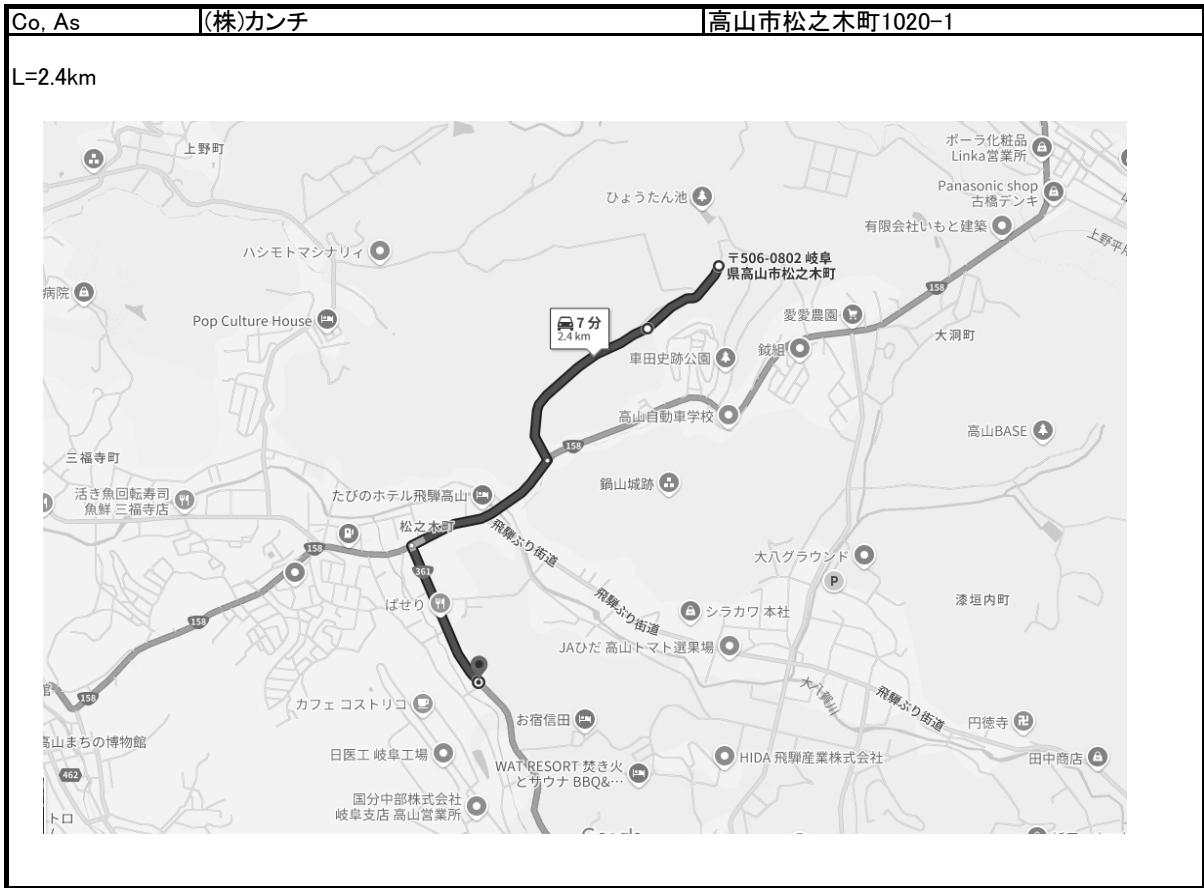 Co, As
(株)カンチ
高山市松之木町1020-1
L=2.4km
上野町
ポーラ化粧品
Linka営業所
Panasonic shop
古橋デンキ
ひょうたん池
有限会社いもと建築
ハシモトマシナリィ
〒506-0802 岐阜
県高山市松之木町
158
病院
Pop Culture House
7 分
2.4 km
愛愛農園
大洞町
車田史跡公園
鉞組
高山自動車学校
158
高山BASE
三福寺町
活き魚回転寿司
魚鮮 三福寺店
たびのホテル飛騨高山
鍋山城跡
松之木町
飛騨ぶり街道
158
361
大八グラウンド
P
ばせり
飛騨ぶり街道
シラカワ 本社
漆垣内町
158
JAひだ 高山トマト選果場
158
カフェ コストリコ
大八賀川
飛騨ぶり街道
お宿信田
円徳寺
高山まちの博物館
日医工 岐阜工場
HIDA 飛騨産業株式会社
田中商店
462
WAT RESORT 焚き火
とサウナ BBQ&…
国分中部株式会社
岐阜支店 高山営業所
トロ